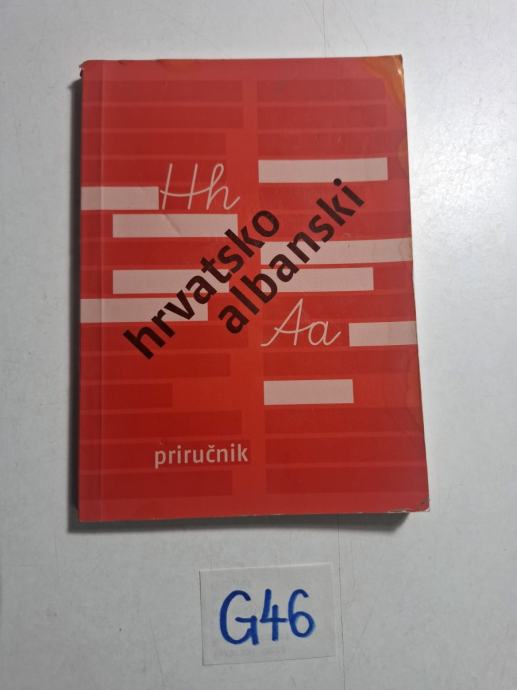 Hh
hrvatsko
albanski
Aa
priručnik
G46